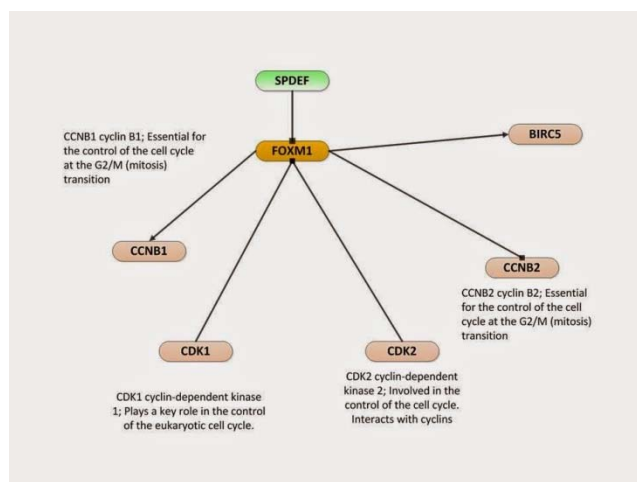 SPDEF
CCNB1 cyclin B1; Essential for
the control of the cell cycle
at the G2/M (mitosis)
transition
FOXM1
BIRC5
CCNB1
CCNB2
CCNB2 cyclin B2; Essential
for the control of the cell
cycle at the G2/M (mitosis)
transition
CDK1
CDK1 cyclin-dependent kinase
1; Plays a key role in the control
of the eukaryotic cell cycle.
CDK2
CDK2 cyclin-dependent
kinase 2; Involved in the
control of the cell cycle.
Interacts with cyclins